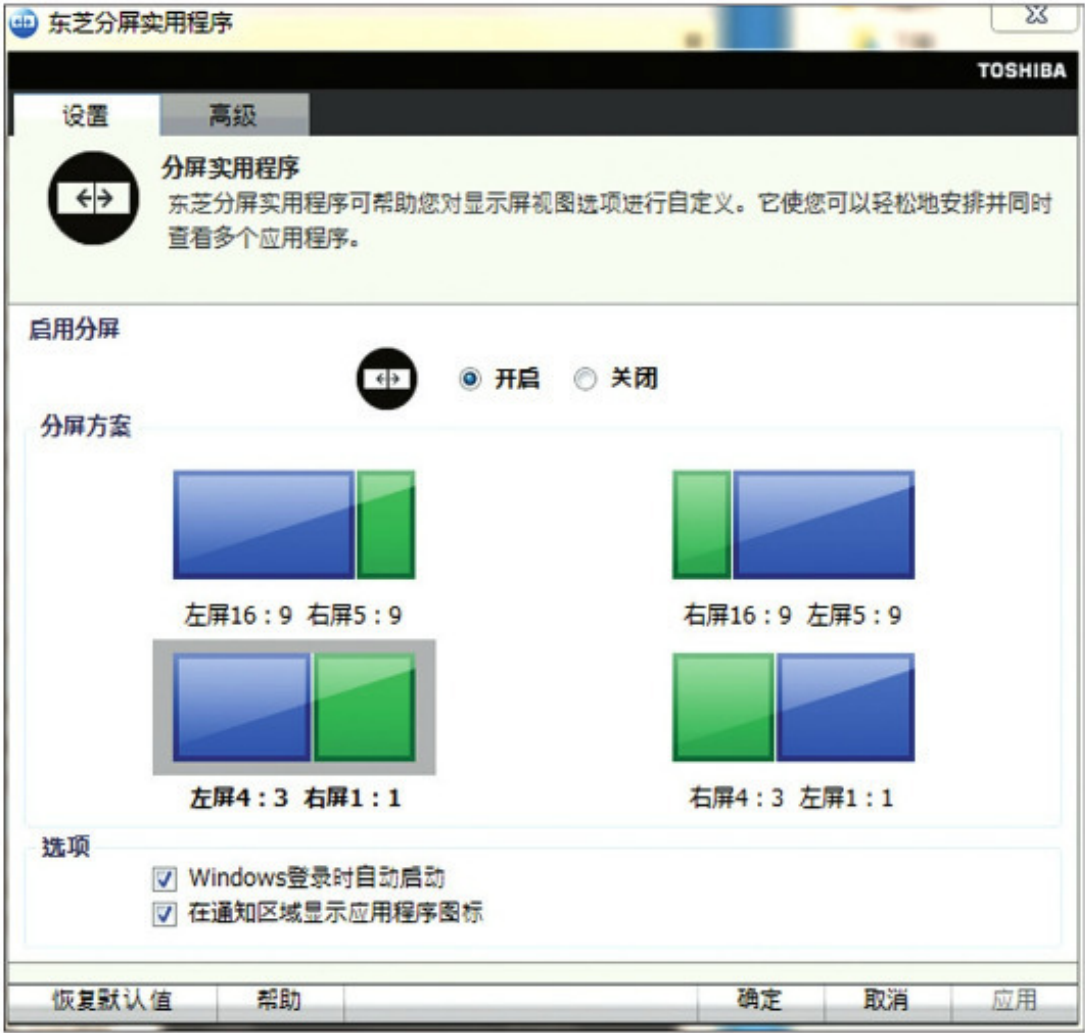 东芝分屏实用程序
TOSHIBA
设置 高级
分屏实用程序
东芝分屏实用程序可帮助您对显示屏视图选项进行自定义。它使您可以轻松地安排并同时
查看多个应用程序。
启用分屏
开启 关闭
分屏方案
左屏16：9 右屏5：9
右屏16：9 左屏5：9
左屏4：3 右屏1：1
右屏4：3 左屏1：1
选项
Windows登录时自动启动
在通知区域显示应用程序图标
恢复默认值 帮助 确定 取消 应用